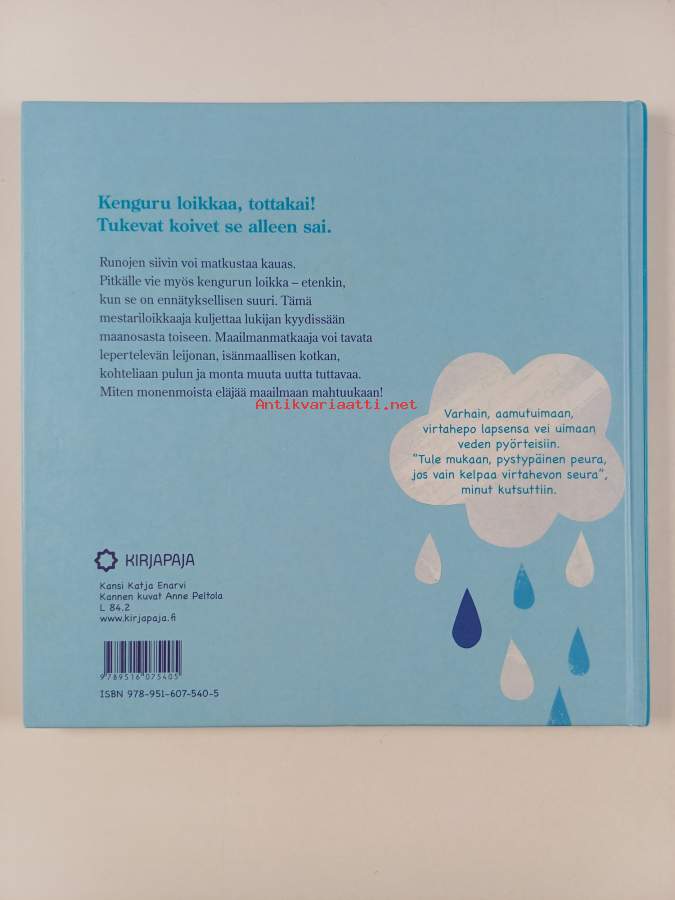 Kenguru loikkaa, tottakai!
Tukevat koivet se alleen sai.
Runojen siivin voi matkustaa kauas.
Pitkälle vie myös kengurun loikka – etenkin,
kun se on ennätyksellisen suuri. Tämä
mestariloikkaaja kuljettaa lukijan kyydissään
maanosasta toiseen. Maailmanmatkaaja voi tavata
lepertelevän leijonan, isänmaallisen kotkan,
kohteliaan pulun ja monta muuta uutta tuttavaa.
Miten monenmoista eläjää maailmaan mahtuukaan!
Antikvariaatti.net
Varhain, aamutuimaan,
virtahepo lapsensa vei uimaan
veden pyörteisiin.
"Tule mukaan, pystypäinen peura,
jos vain kelpaa virtahevon seura",
minut kutsuttiin.
KIRJAPAJA
Kansi Katja Enarvi
Kannen kuvat Anne Peltola
L 84.2
www.kirjapaja.fi
9789516075405
ISBN 978-951-607-540-5